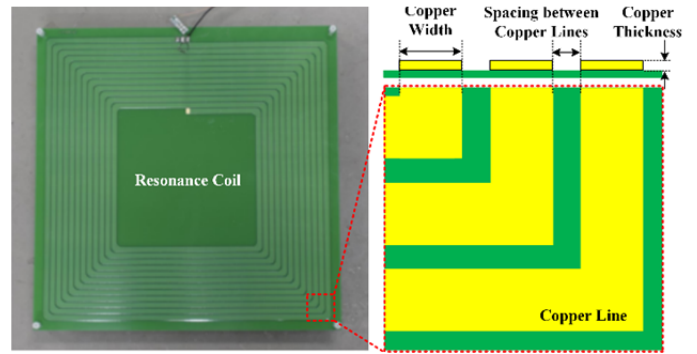 Copper
Width
Spacing between
Copper Lines
Copper
Thickness
Resonance Coil
Copper Line